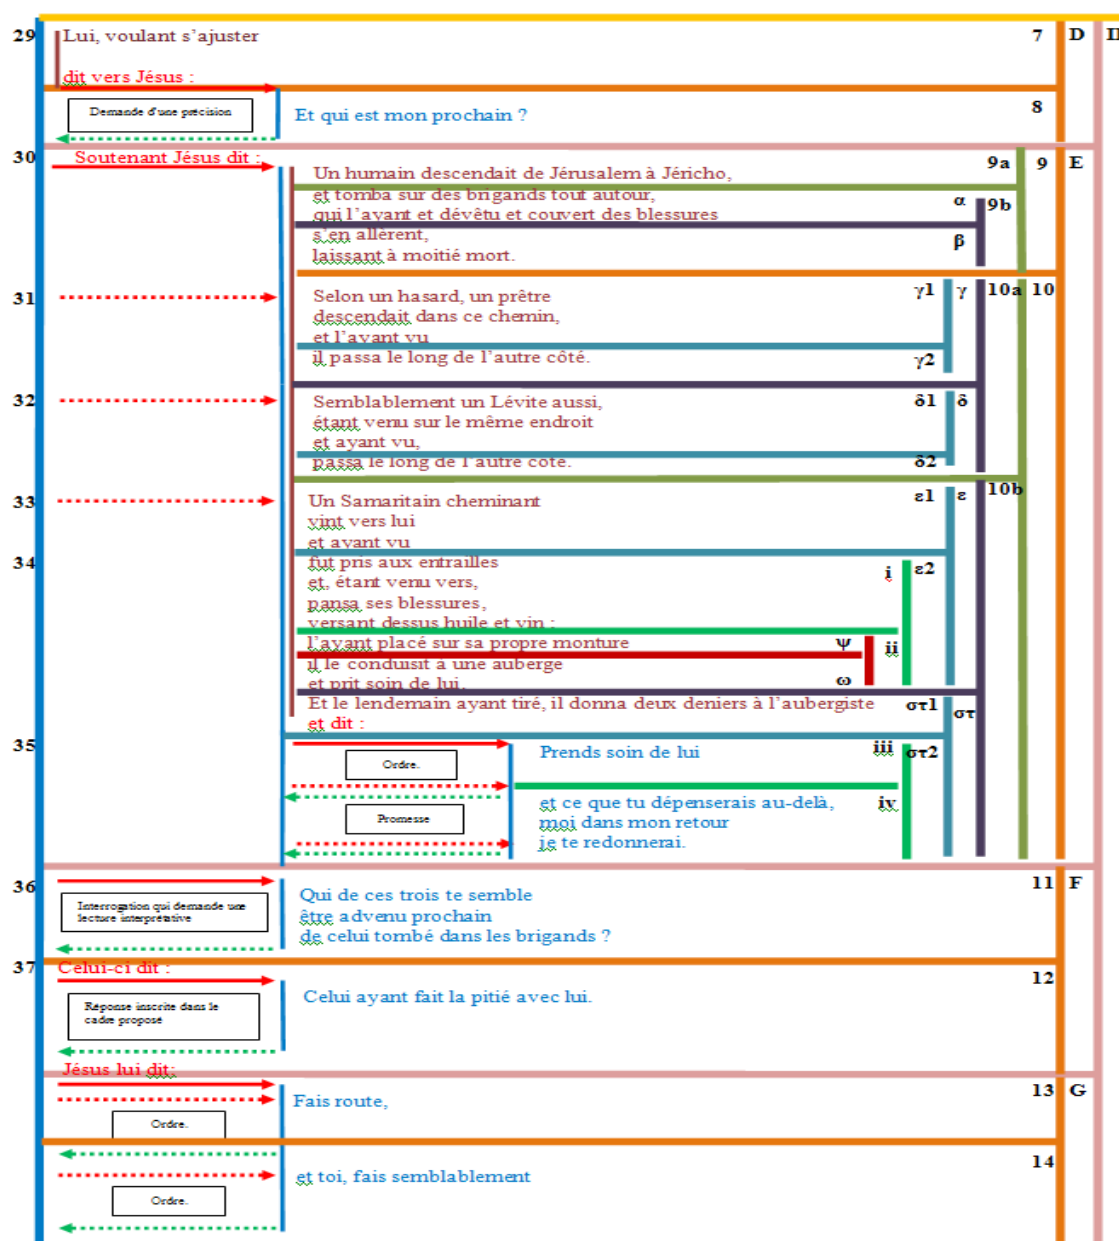 29 Lui, voulant s’ajuster 7 D II
dit vers Jésus :
Demande d'une précision Et qui est mon prochain ? 8
30 Soutenant Jésus dit : 9a 9 E
Un humain descendait de Jérusalem à Jéricho,
et tomba sur des brigands tout autour, α 9b
qui l’ayant et dévêtu et couvert des blessures
s’en allèrent, β
laissant à moitié mort.
31 Selon un hasard, un prêtre γ1 γ 10a 10
descendait dans ce chemin,
et l’ayant vu
il passa le long de l’autre côté. γ2
32 Semblablement un Lévite aussi, δ1 δ
étant venu sur le même endroit
et ayant vu,
passa le long de l’autre côté. δ2
33 Un Samaritain cheminant ε1 ε 10b
vint vers lui
et ayant vu
34 fut pris aux entrailles i ε2
et, étant venu vers,
pansa ses blessures,
versant dessus huile et vin :
l’ayant placé sur sa propre monture ψ ii
il le conduisit à une auberge
et prit soin de lui. ω
Et le lendemain ayant tiré, il donna deux deniers à l’aubergiste στ1 στ
et dit :
35 Ordre. Prends soin de lui iii στ2
et ce que tu dépenserais au-delà, iv
Promesse moi dans mon retour
je te redonnerai.
36 Qui de ces trois te semble 11 F
Interrogation qui demande une
lecture interprétative
être advenu prochain
de celui tombé dans les brigands ?
37 Celui-ci dit : 12
Celui ayant fait la pitié avec lui.
Réponse inscrite dans le
cadre proposé
Jésus lui dit:
Fais route, 13 G
Ordre.
et toi, fais semblablement 14
Ordre.